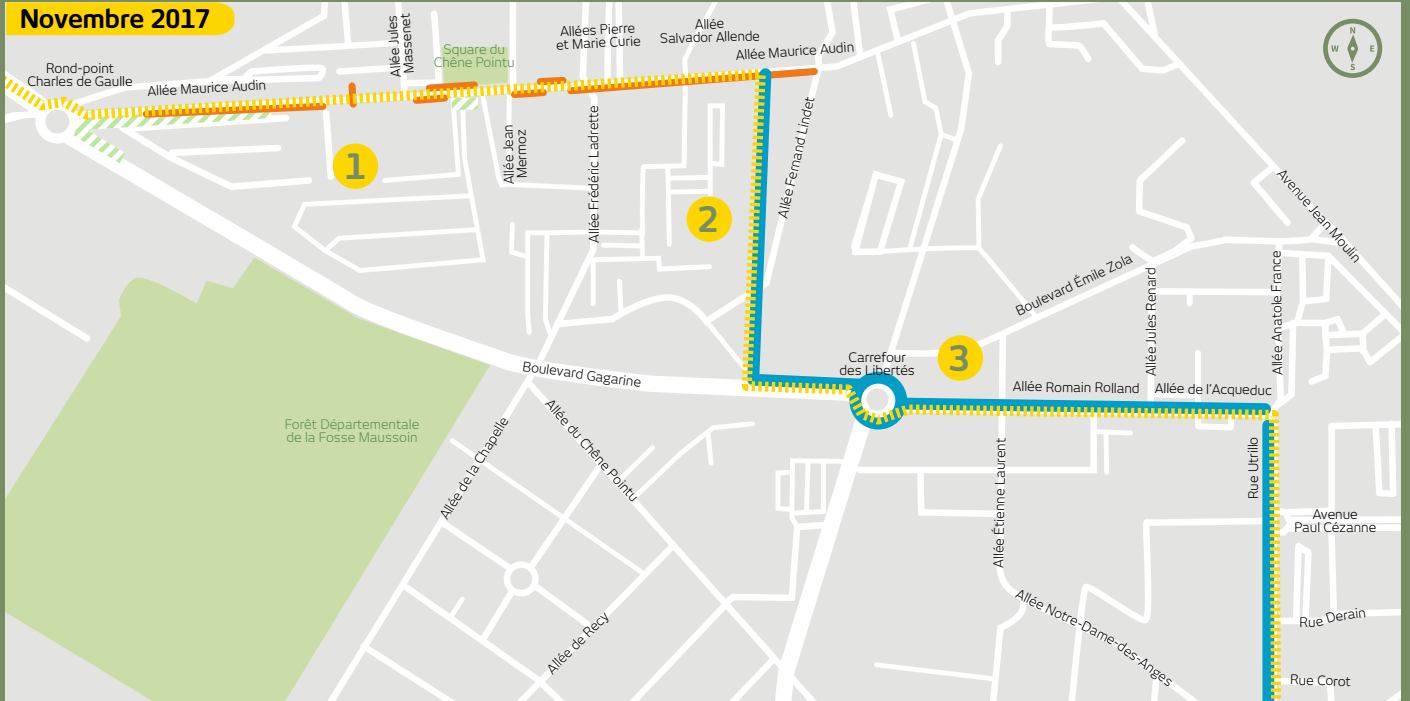 Novembre 2017
Rond-point
Charles de Gaulle
Allée Maurice Audin
Allée Jules
Massenet
Square du
Chêne Pointu
Allées Pierre
et Marie Curie
Allée
Salvador Allende
Allée Maurice Audin
N
W
E
S
1
Allée Jean
Mermoz
Allée Frédéric Ladrette
2
Allée Fernand Lindet
Avenue Jean Moulin
Boulevard Émile Zola
Allée Jules Renard
Allée Anatole France
Boulevard Gagarine
Carrefour
des Libertés
3
Allée Romain Rolland
Allée de l'Acqueduc
Forêt Départementale
de la Fosse Maussoin
Allée de la Chapelle
Allée du Chêne Pointu
Allée Étienne Laurent
Rue Utrillo
Avenue
Paul Cézanne
Allée de Recy
Allée Notre-Dame-des-Anges
Rue Derain
Rue Corot